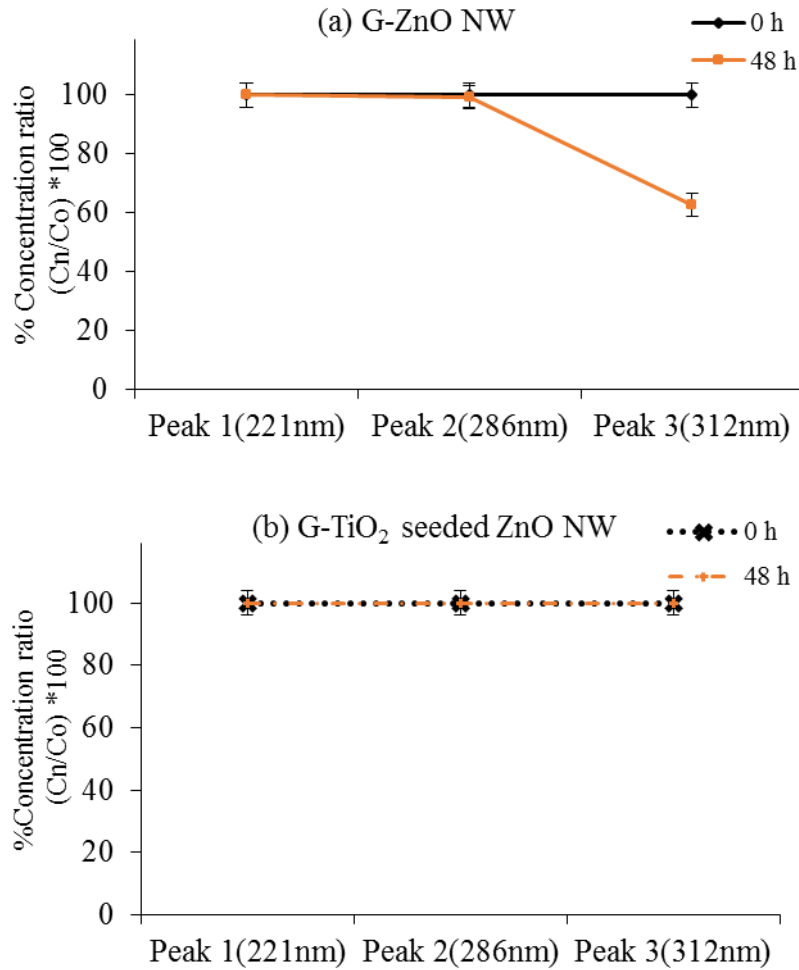 (a) G-ZnO NW
0 h
48 h
% Concentration ratio
(Cn/Co) *100
100
80
60
40
20
0
Peak 1(221nm) Peak 2(286nm) Peak 3(312nm)
(b) G-TiO₂ seeded ZnO NW
0 h
48 h
%Concentration ratio
(Cn/Co) *100
100
80
60
40
20
0
Peak 1(221nm) Peak 2(286nm) Peak 3(312nm)